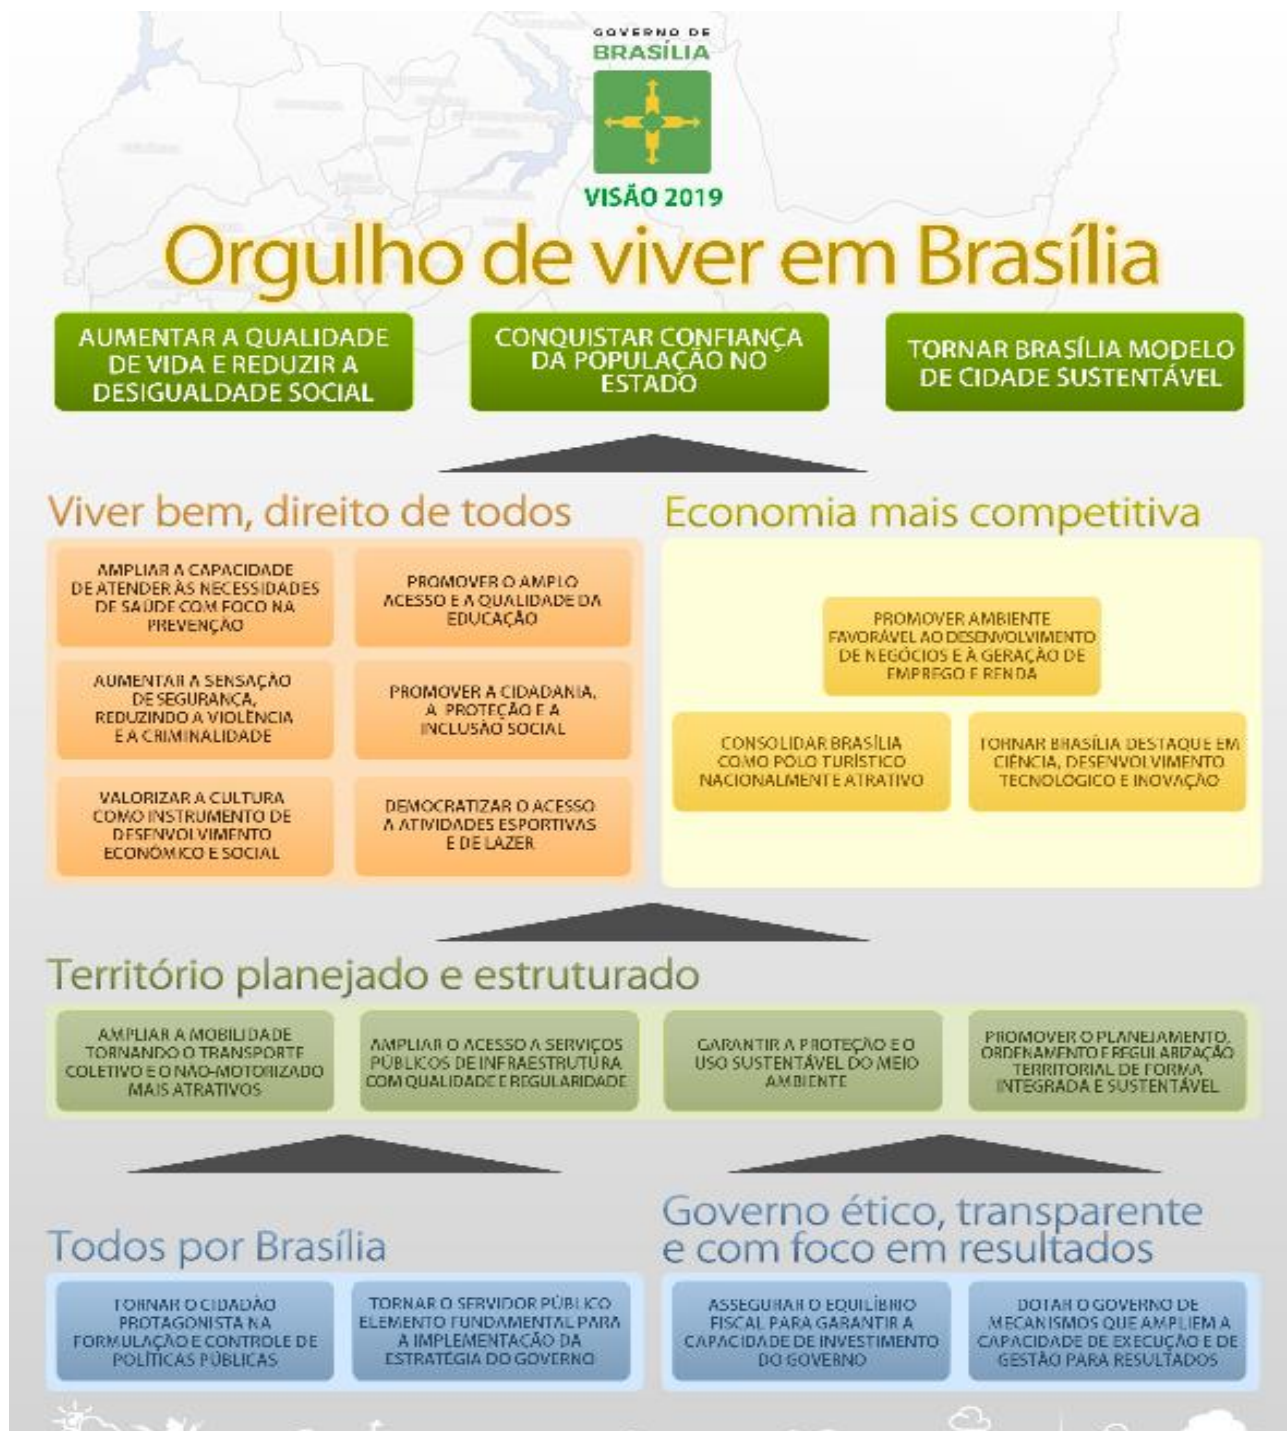 GOVERNO DE
BRASÍLIA
VISÃO 2019
Orgulho de viver em Brasília
AUMENTAR A QUALIDADE
DE VIDA E REDUZIR A
DESIGUALDADE SOCIAL
CONQUISTAR CONFIANÇA
DA POPULAÇÃO NO
ESTADO
TORNAR BRASÍLIA MODELO
DE CIDADE SUSTENTÁVEL
Viver bem, direito de todos
AMPLIAR A CAPACIDADE
DE ATENDER ÀS NECESSIDADES
DE SAÚDE COM FOCO NA
PREVENÇÃO
PROMOVER O AMPLO
ACESSO E A QUALIDADE DA
EDUCAÇÃO
AUMENTAR A SENSAÇÃO
DE SEGURANÇA,
REDUZINDO A VIOLÊNCIA
E A CRIMINALIDADE
PROMOVER A CIDADANIA,
A PROTEÇÃO E A
INCLUSÃO SOCIAL
VALORIZAR A CULTURA
COMO INSTRUMENTO DE
DESENVOLVIMENTO
ECONÔMICO E SOCIAL
DEMOCRATIZAR O ACESSO
A ATIVIDADES ESPORTIVAS
E DE LAZER
Economia mais competitiva
PROMOVER AMBIENTE
FAVORÁVEL AO DESENVOLVIMENTO
DE NEGÓCIOS E À GERAÇÃO DE
EMPREGO E RENDA
CONSOLIDAR BRASÍLIA
COMO PÓLO TURÍSTICO
NACIONALMENTE ATRATIVO
TORNAR BRASÍLIA DESTAQUE EM
CIÊNCIA, DESENVOLVIMENTO
TECNOLÓGICO E INOVAÇÃO
Território planejado e estruturado
AMPLIAR A MOBILIDADE
TORNANDO O TRANSPORTE
COLETIVO E O NÃO-MOTORIZADO
MAIS ATRATIVOS
AMPLIAR O ACESSO A SERVIÇOS
PÚBLICOS DE INFRAESTRUTURA
COM QUALIDADE E REGULARIDADE
GARANTIR A PROTEÇÃO E O
USO SUSTENTÁVEL DO MEIO
AMBIENTE
PROMOVER O PLANEJAMENTO,
ORDENAMENTO E REGULARIZAÇÃO
TERRITORIAL DE FORMA
INTEGRADA E SUSTENTÁVEL
Todos por Brasília
TORNAR O CIDADÃO
PROTAGONISTA NA
FORMULAÇÃO E CONTROLE DE
POLÍTICAS PÚBLICAS
TORNAR O SERVIDOR PÚBLICO
ELEMENTO FUNDAMENTAL PARA
A IMPLEMENTAÇÃO DA
ESTRATÉGIA DO GOVERNO
Governo ético, transparente
e com foco em resultados
ASSEGURAR O EQUILÍBRIO
FISCAL PARA GARANTIR A
CAPACIDADE DE INVESTIMENTO
DO GOVERNO
DOTAR O GOVERNO DE
MECANISMOS QUE AMPLIEM A
CAPACIDADE DE EXECUÇÃO E DE
GESTÃO PARA RESULTADOS